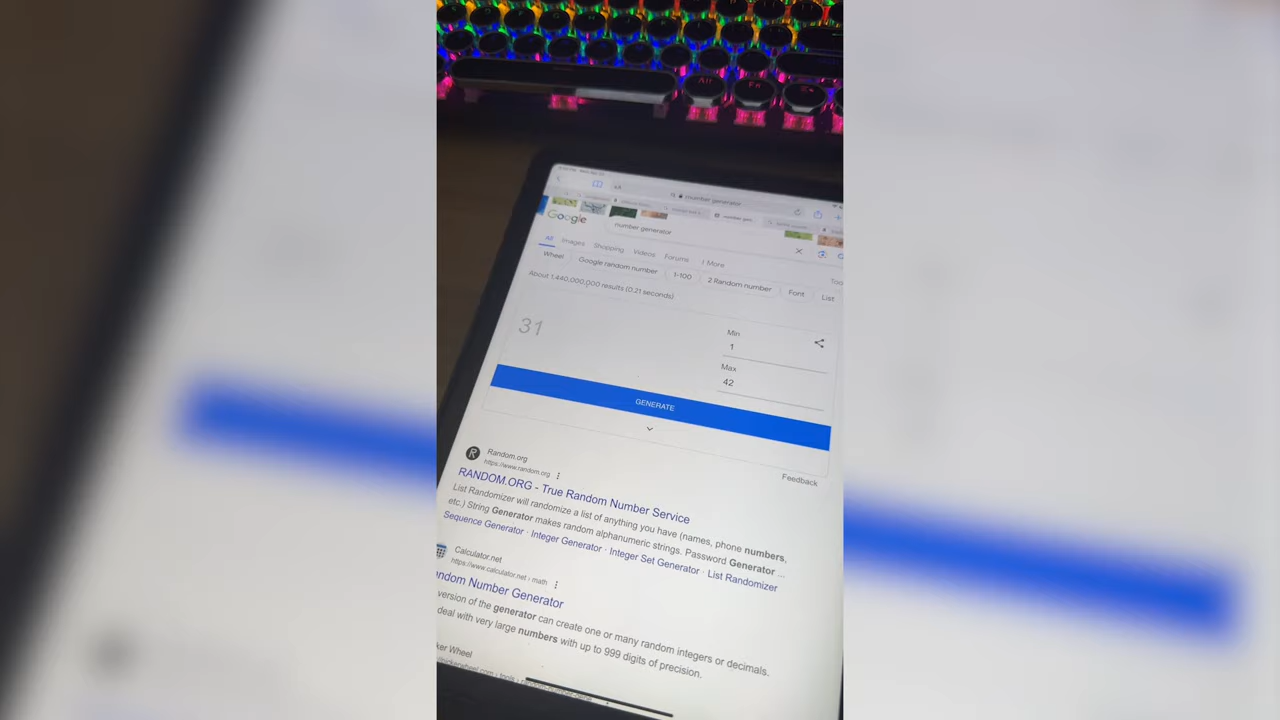 Alt
Fn
number generator
Google
number generator
All Images Shopping Videos Forums More
Wheel Google random number 1-100 2 Random number Font List
About 1,440,000,000 results (0.21 seconds)
31
Min
1
Max
42
GENERATE
Feedback
R
Random.org
https://www.random.org
RANDOM.ORG - True Random Number Service
List Randomizer will randomize a list of anything you have (names, phone numbers,
etc.) String Generator makes random alphanumeric strings. Password Generator ...
Sequence Generator · Integer Generator · Integer Set Generator · List Randomizer
Calculator.net
https://www.calculator.net › math
ndom Number Generator
version of the generator can create one or many random integers or decimals.
deal with very large numbers with up to 999 digits of precision.
ker Wheel